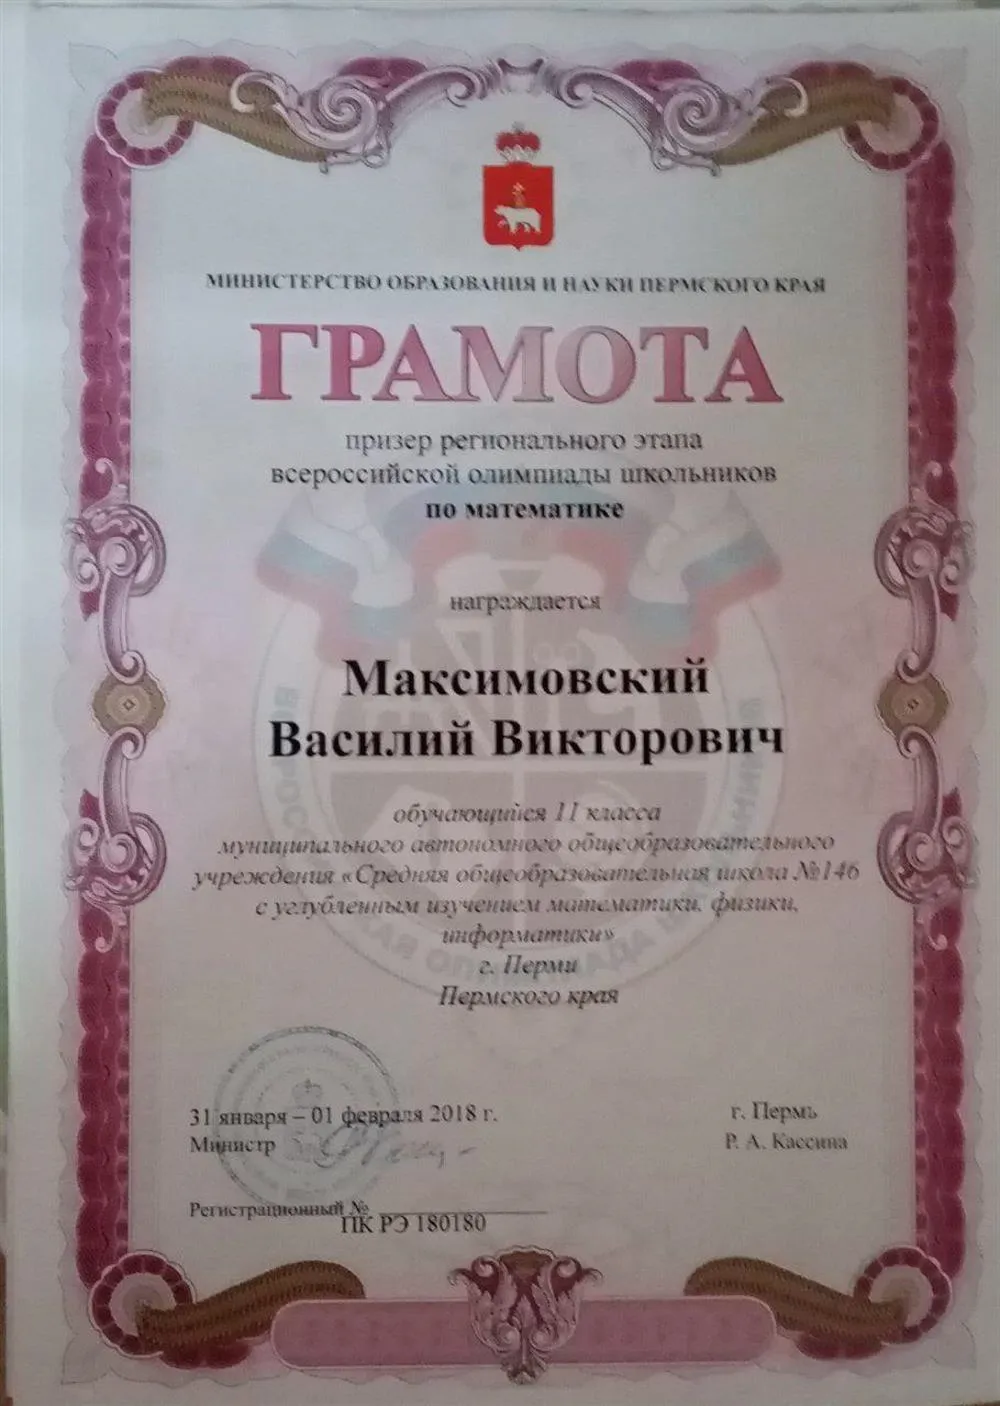 МИНИСТЕРСТВО ОБРАЗОВАНИЯ И НАУКИ ПЕРМСКОГО КРАЯ
ГРАМОТА
призер регионального этапа
всероссийской олимпиады школьников
по математике
награждается
Максимовский
Василий Викторович
обучающийся 11 класса
муниципального автономного общеобразовательного
учреждения «Средняя общеобразовательная школа №146
с углубленным изучением математики, физики,
информатики»
г. Перми
Пермского края
31 января – 01 февраля 2018 г. г. Пермь
Министр Р. А. Кассина
Регистрационный №
ПК РЭ 180180